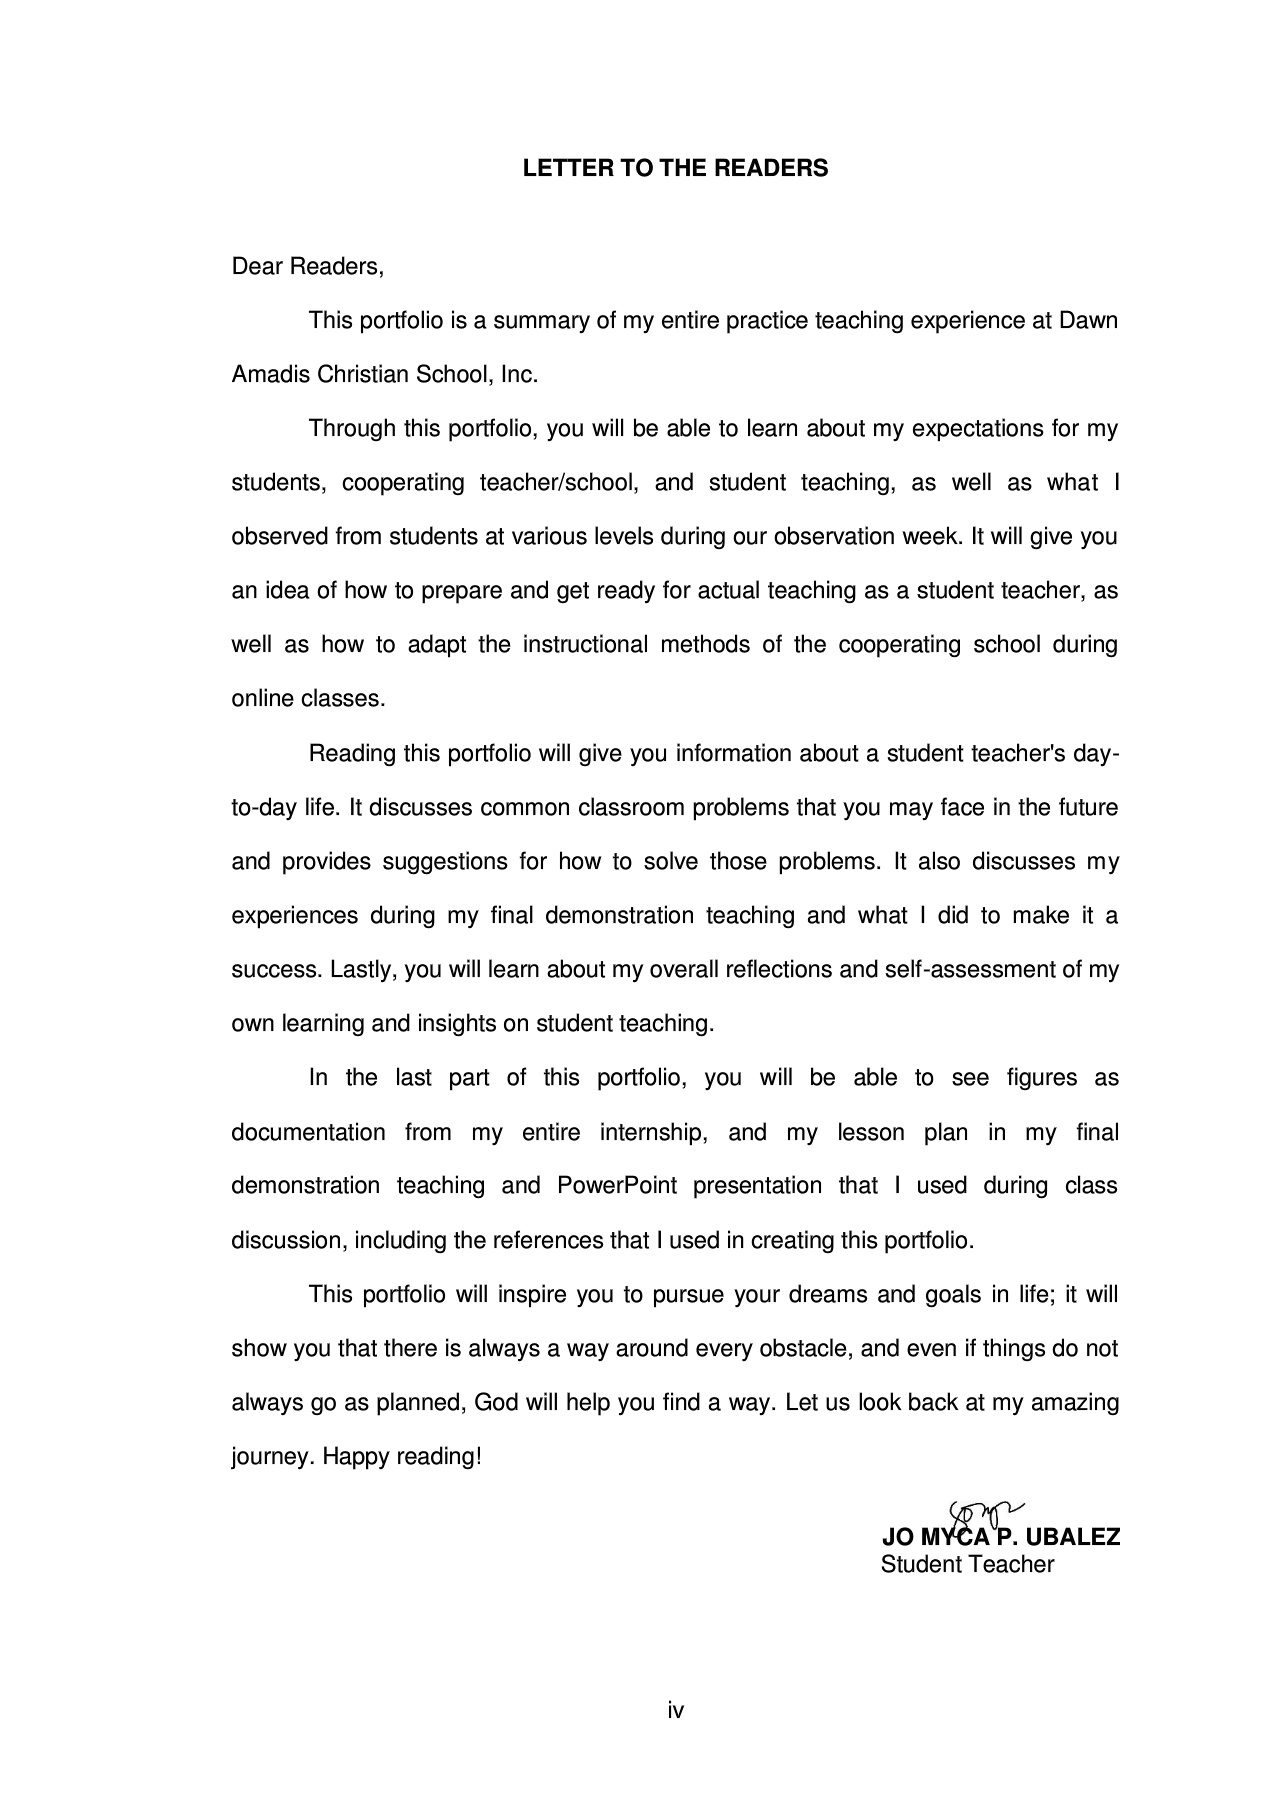 LETTER TO THE READERS
Dear Readers,
This portfolio is a summary of my entire practice teaching experience at Dawn
Amadis Christian School, Inc.
Through this portfolio, you will be able to learn about my expectations for my
students, cooperating teacher/school, and student teaching, as well as what I
observed from students at various levels during our observation week. It will give you
an idea of how to prepare and get ready for actual teaching as a student teacher, as
well as how to adapt the instructional methods of the cooperating school during
online classes.
Reading this portfolio will give you information about a student teacher's day-
to-day life. It discusses common classroom problems that you may face in the future
and provides suggestions for how to solve those problems. It also discusses my
experiences during my final demonstration teaching and what I did to make it a
success. Lastly, you will learn about my overall reflections and self-assessment of my
own learning and insights on student teaching.
In the last part of this portfolio, you will be able to see figures as
documentation from my entire internship, and my lesson plan in my final
demonstration teaching and PowerPoint presentation that I used during class
discussion, including the references that I used in creating this portfolio.
This portfolio will inspire you to pursue your dreams and goals in life; it will
show you that there is always a way around every obstacle, and even if things do not
always go as planned, God will help you find a way. Let us look back at my amazing
journey. Happy reading!
JO MYCA P. UBALEZ
Student Teacher
iv